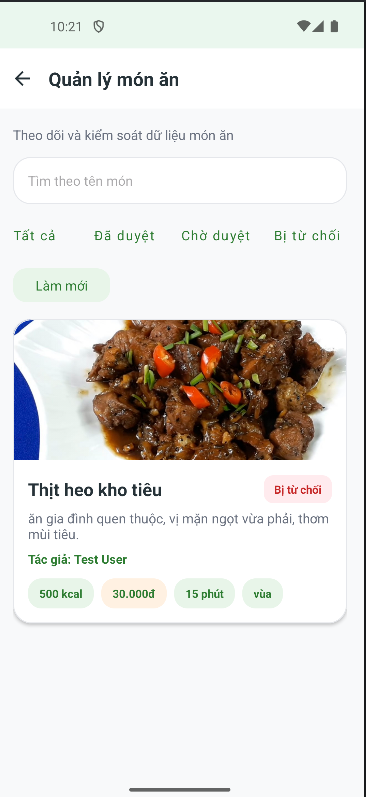 10:21
Quản lý món ăn
Theo dõi và kiểm soát dữ liệu món ăn
Tìm theo tên món
Tất cả Đã duyệt Chờ duyệt Bị từ chối
Làm mới
Thịt heo kho tiêu Bị từ chối
ăn gia đình quen thuộc, vị mặn ngọt vừa phải, thơm
mùi tiêu.
Tác giả: Test User
500 kcal 30.000đ 15 phút vùa